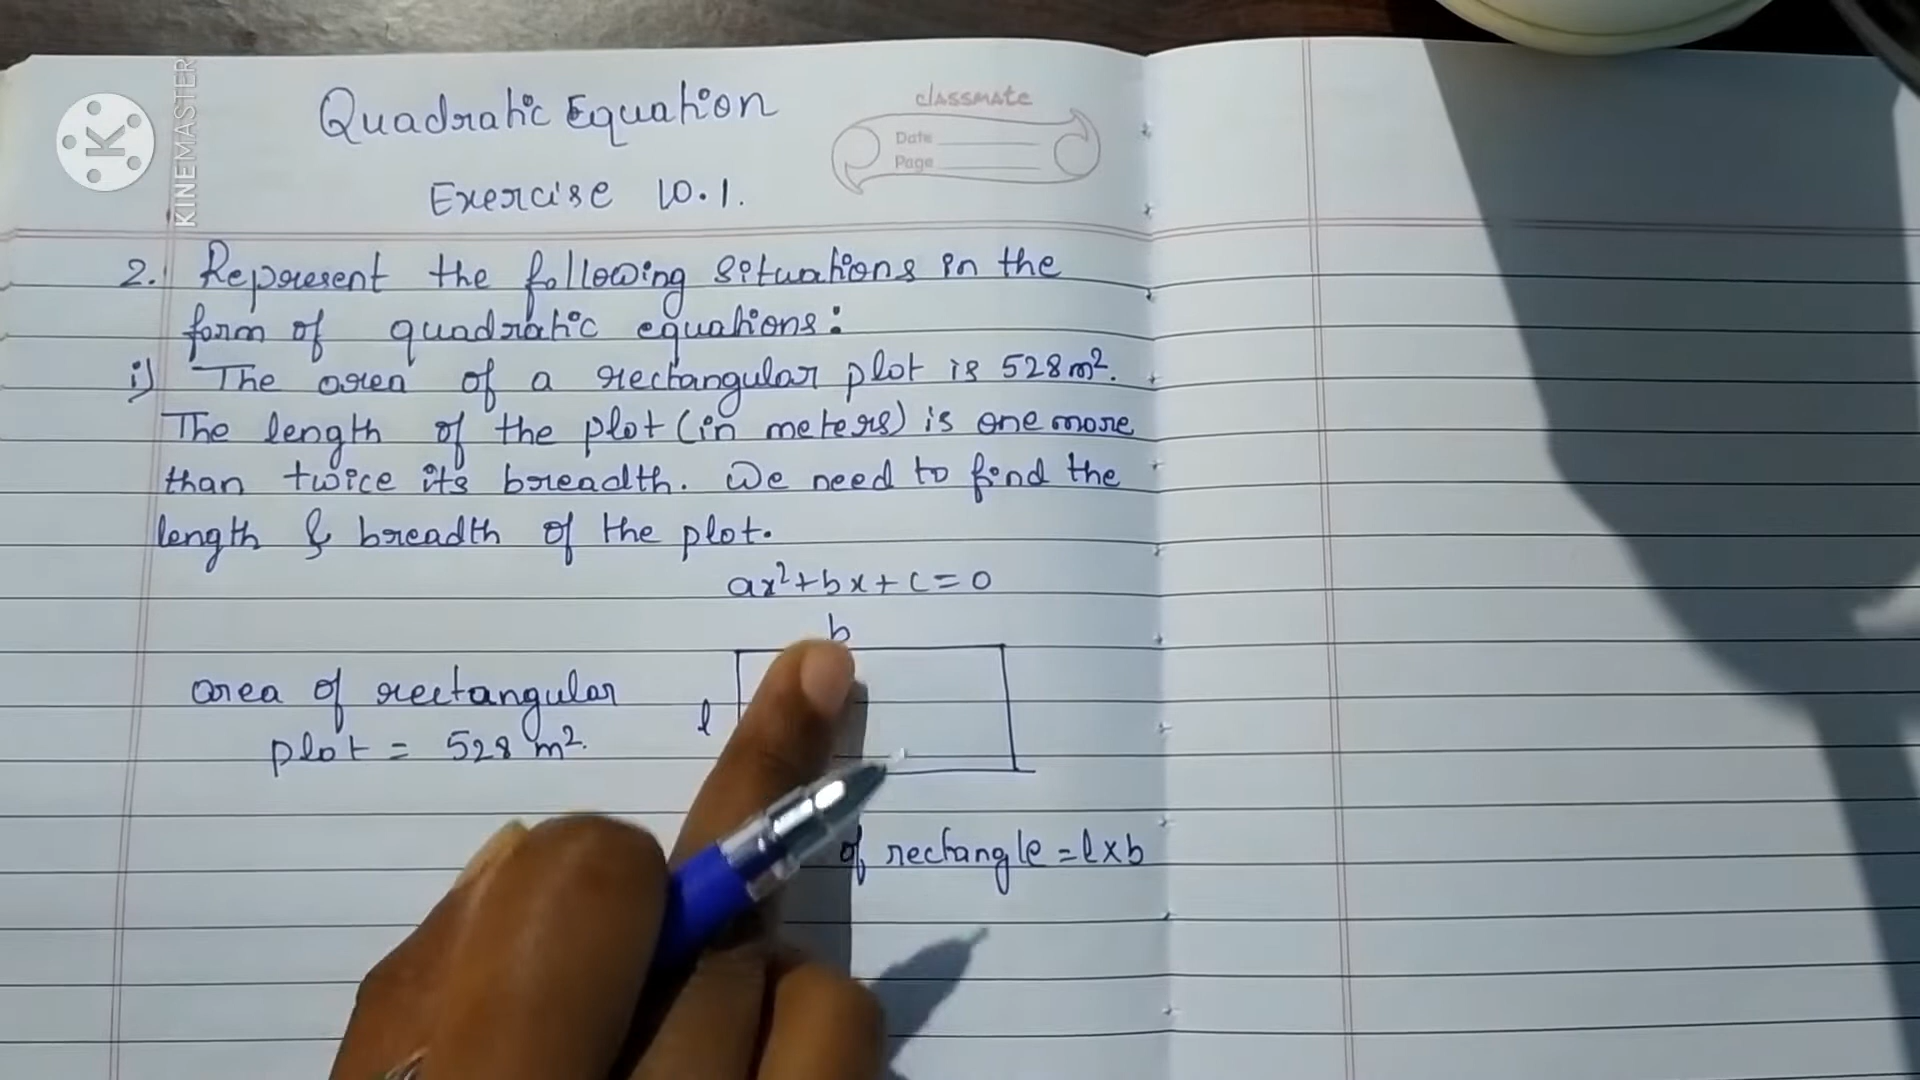 KINEMASTER
Quadratic Equation
classmate
Date
Page
Exercise 10.1.
2. Represent the following situations in the
form of quadratic equations:
i) The area of a rectangular plot is 528 m².
The length of the plot (in meters) is one more
than twice its breadth. We need to find the
length & breadth of the plot.
ax²+bx+c=0
b
area of rectangular
l
plot = 528 m².
of rectangle = l×b